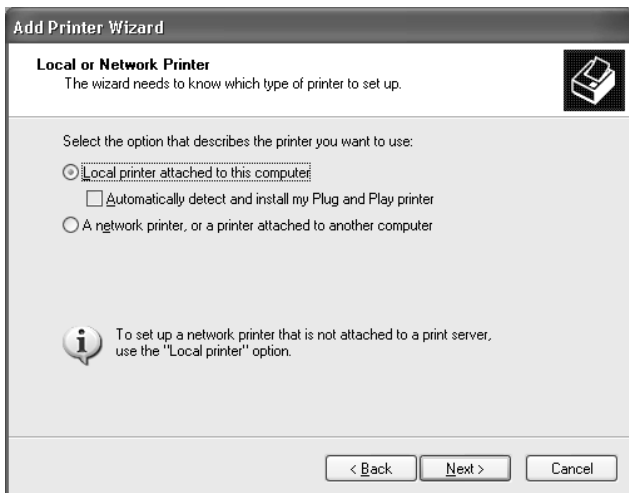 Add Printer Wizard
Local or Network Printer
The wizard needs to know which type of printer to set up.
Select the option that describes the printer you want to use:
Local printer attached to this computer
Automatically detect and install my Plug and Play printer
A network printer, or a printer attached to another computer
To set up a network printer that is not attached to a print server,
use the "Local printer" option.
< Back Next > Cancel